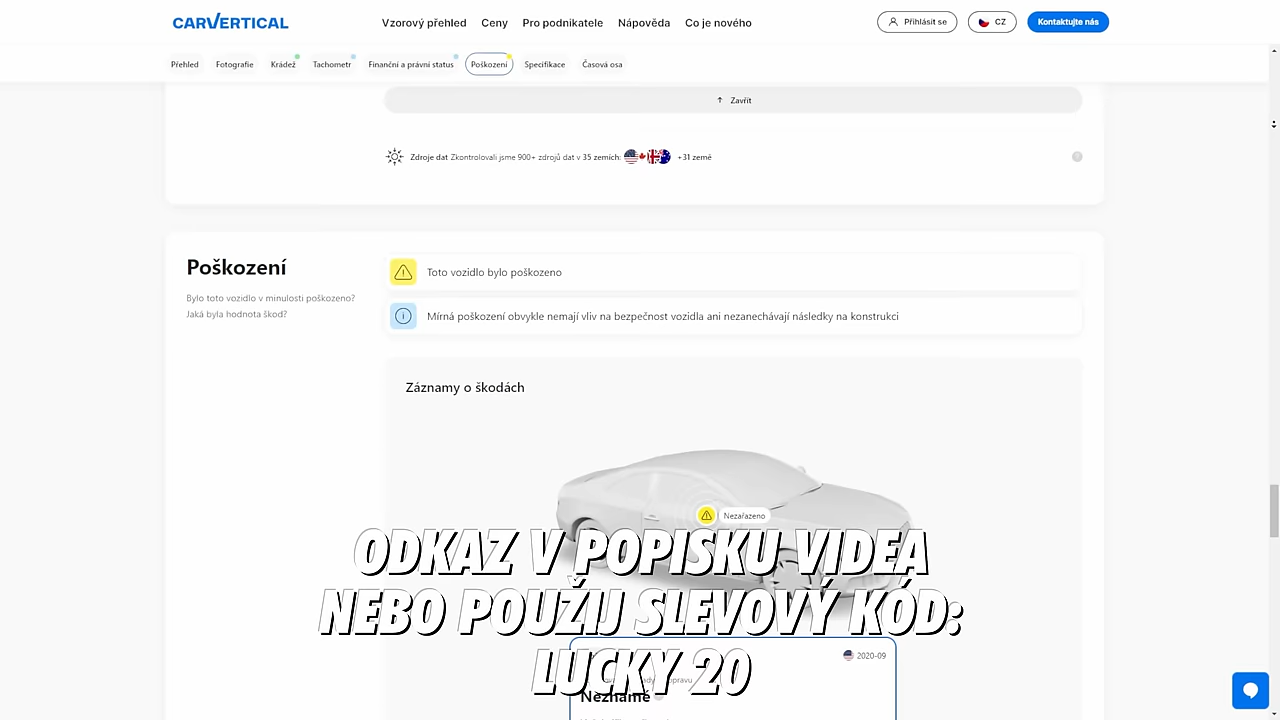 CARVERTICAL
Vzorový přehled Ceny Pro podnikatele Nápověda Co je nového
Přihlásit se CZ Kontaktujte nás
Přehled Fotografie Krádež Tachometr Finanční a právní status Poškození Specifikace Časová osa
↑ Zavřít
Zdroje dat Zkontrolovali jsme 900+ zdrojů dat v 35 zemích: +31 země
Poškození
Bylo toto vozidlo v minulosti poškozeno?
Jaká byla hodnota škod?
Toto vozidlo bylo poškozeno
Mírná poškození obvykle nemají vliv na bezpečnost vozidla ani nezanechávají následky na konstrukci
Záznamy o škodách
Nezařazeno
ODKAZ V POPISKU VIDEA
NEBO POUŽIJ SLEVOVÝ KÓD:
LUCKY 20
2020-09
Neznámé